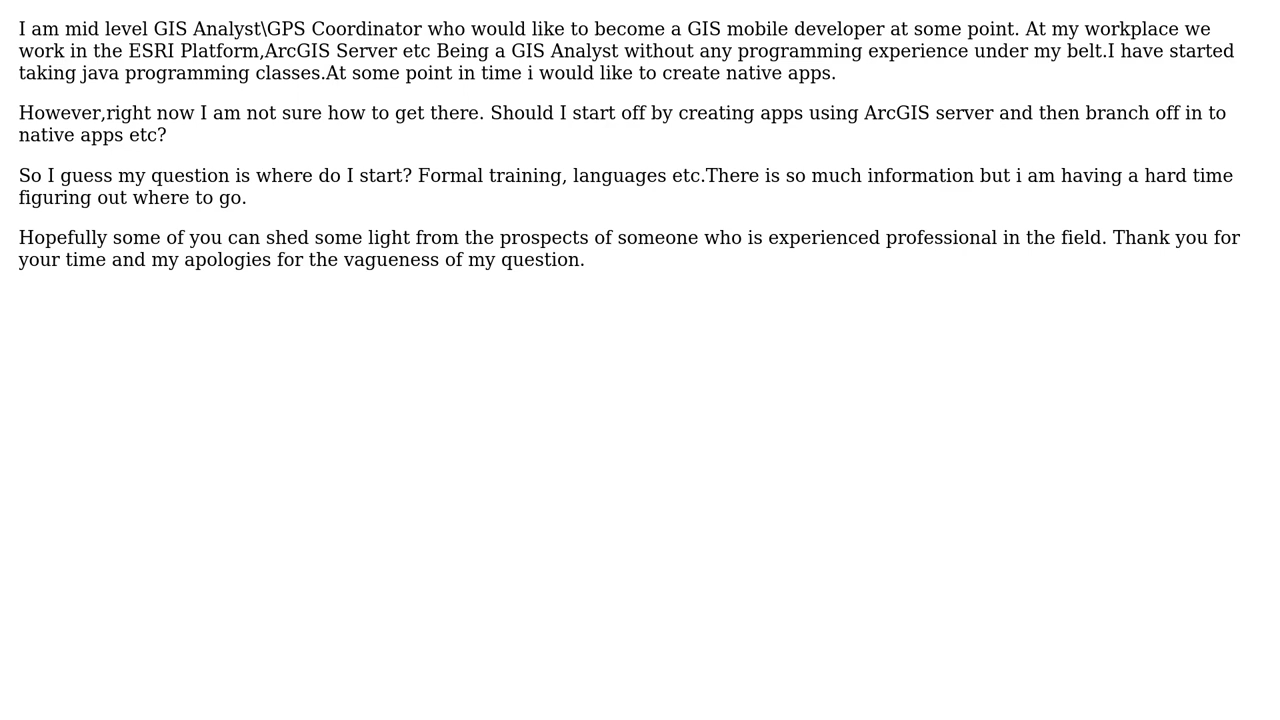 I am mid level GIS Analyst\GPS Coordinator who would like to become a GIS mobile developer at some point. At my workplace we
work in the ESRI Platform,ArcGIS Server etc Being a GIS Analyst without any programming experience under my belt.I have started
taking java programming classes.At some point in time i would like to create native apps.
However,right now I am not sure how to get there. Should I start off by creating apps using ArcGIS server and then branch off in to
native apps etc?
So I guess my question is where do I start? Formal training, languages etc.There is so much information but i am having a hard time
figuring out where to go.
Hopefully some of you can shed some light from the prospects of someone who is experienced professional in the field. Thank you for
your time and my apologies for the vagueness of my question.